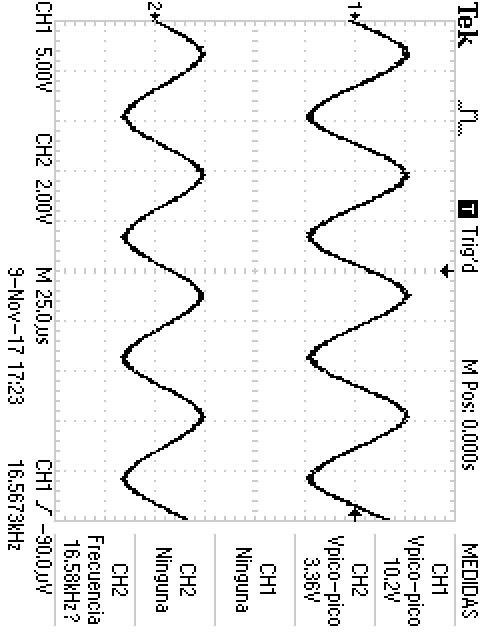 Tek
T Trig'd
M Pos: 0.000s
MEDIDAS
1
2
CH1
Vpico-pico
10.2V
CH2
Vpico-pico
3.36V
CH1
Ninguna
CH2
Ninguna
CH2
Frecuencia
16.58kHz?
CH1 5.00V CH2 2.00V M 25.0µs CH1 -90.0µV
9-Nov-17 17:23 16.5673kHz